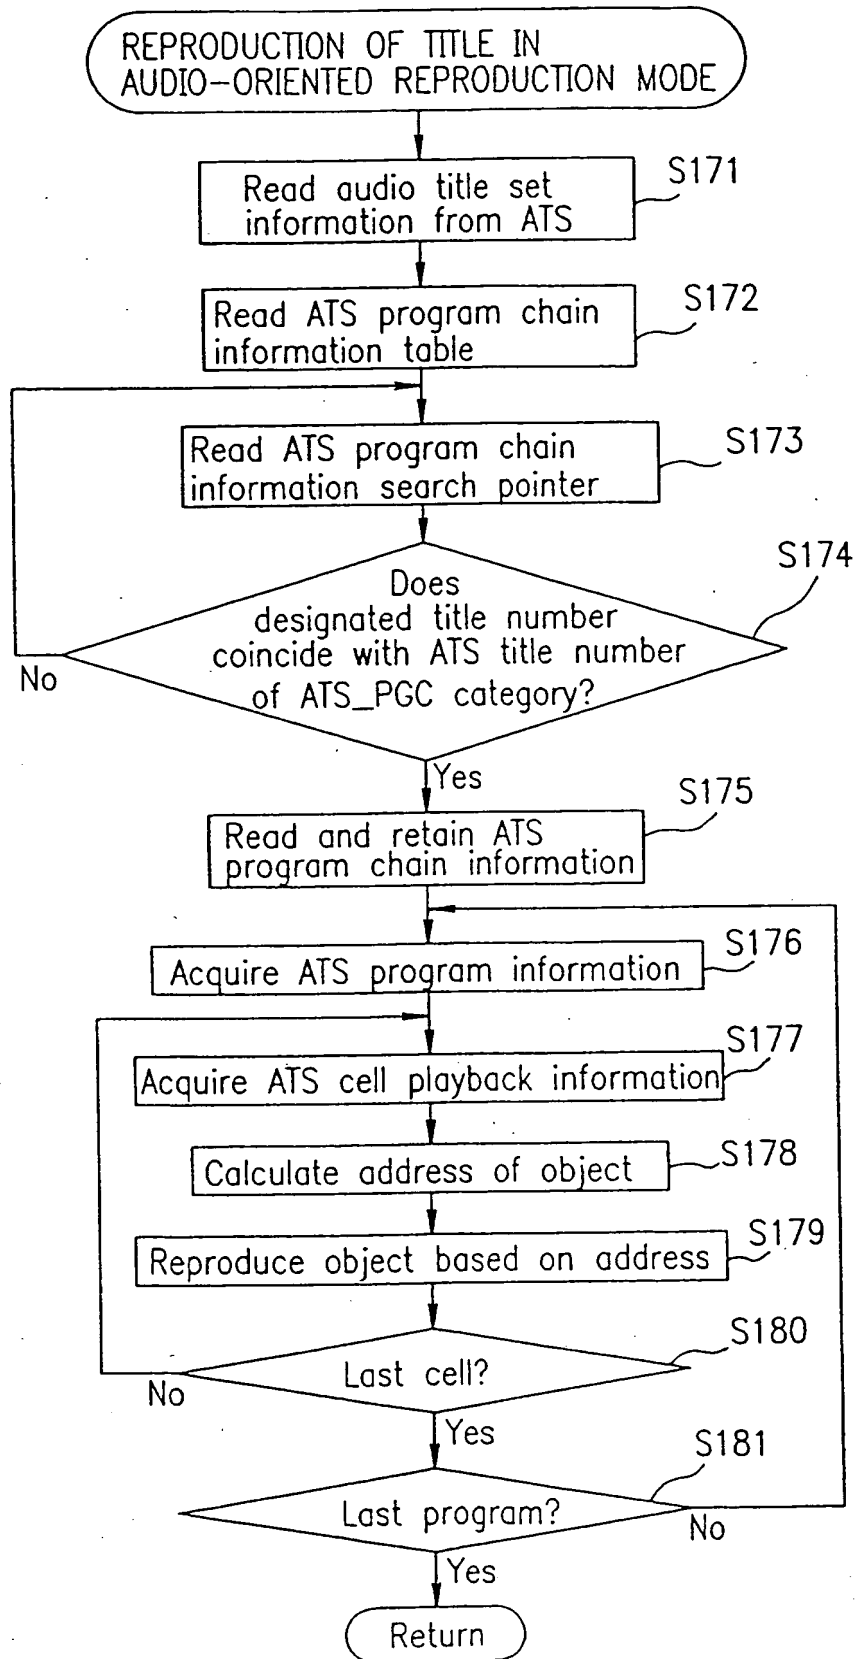 REPRODUCTION OF TITLE IN
AUDIO-ORIENTED REPRODUCTION MODE
S171
Read audio title set
information from ATS
S172
Read ATS program chain
information table
S173
Read ATS program chain
information search pointer
S174
Does
designated title number
coincide with ATS title number
of ATS_PGC category?
No
Yes
S175
Read and retain ATS
program chain information
S176
Acquire ATS program information
S177
Acquire ATS cell playback information
S178
Calculate address of object
S179
Reproduce object based on address
S180
Last cell?
No
Yes
S181
Last program?
No
Yes
Return